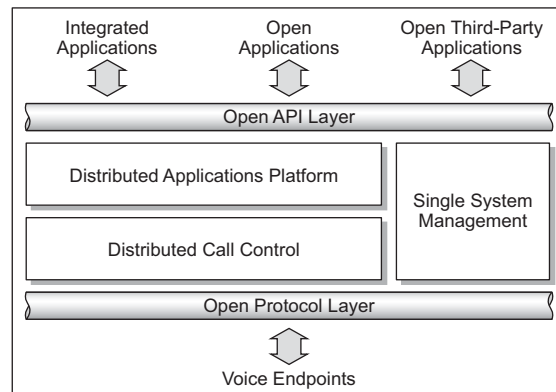 Integrated
Applications
Open
Applications
Open Third-Party
Applications
Open API Layer
Distributed Applications Platform
Distributed Call Control
Single System
Management
Open Protocol Layer
Voice Endpoints